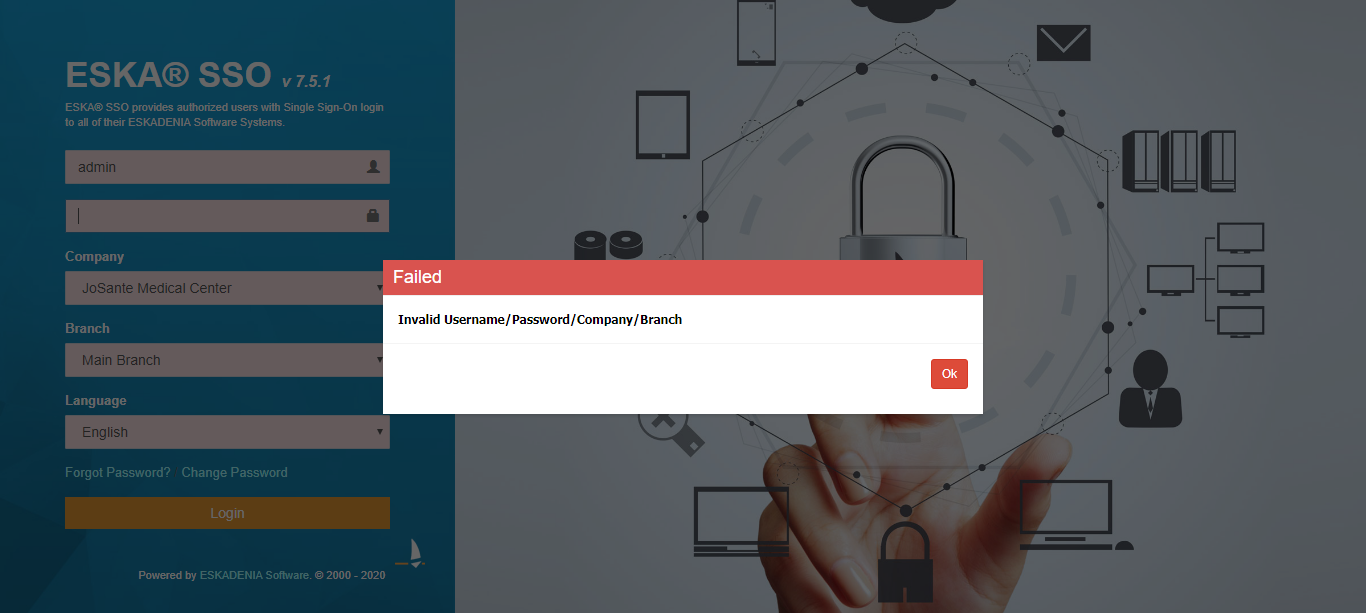 ESKA® SSO v 7.5.1
ESKA® SSO provides authorized users with Single Sign-On login
to all of their ESKADENIA Software Systems.
admin
Company
JoSante Medical Center
Branch
Main Branch
Language
English
Forgot Password? Change Password
Login
Powered by ESKADENIA Software. © 2000 - 2020
Failed
Invalid Username/Password/Company/Branch
Ok